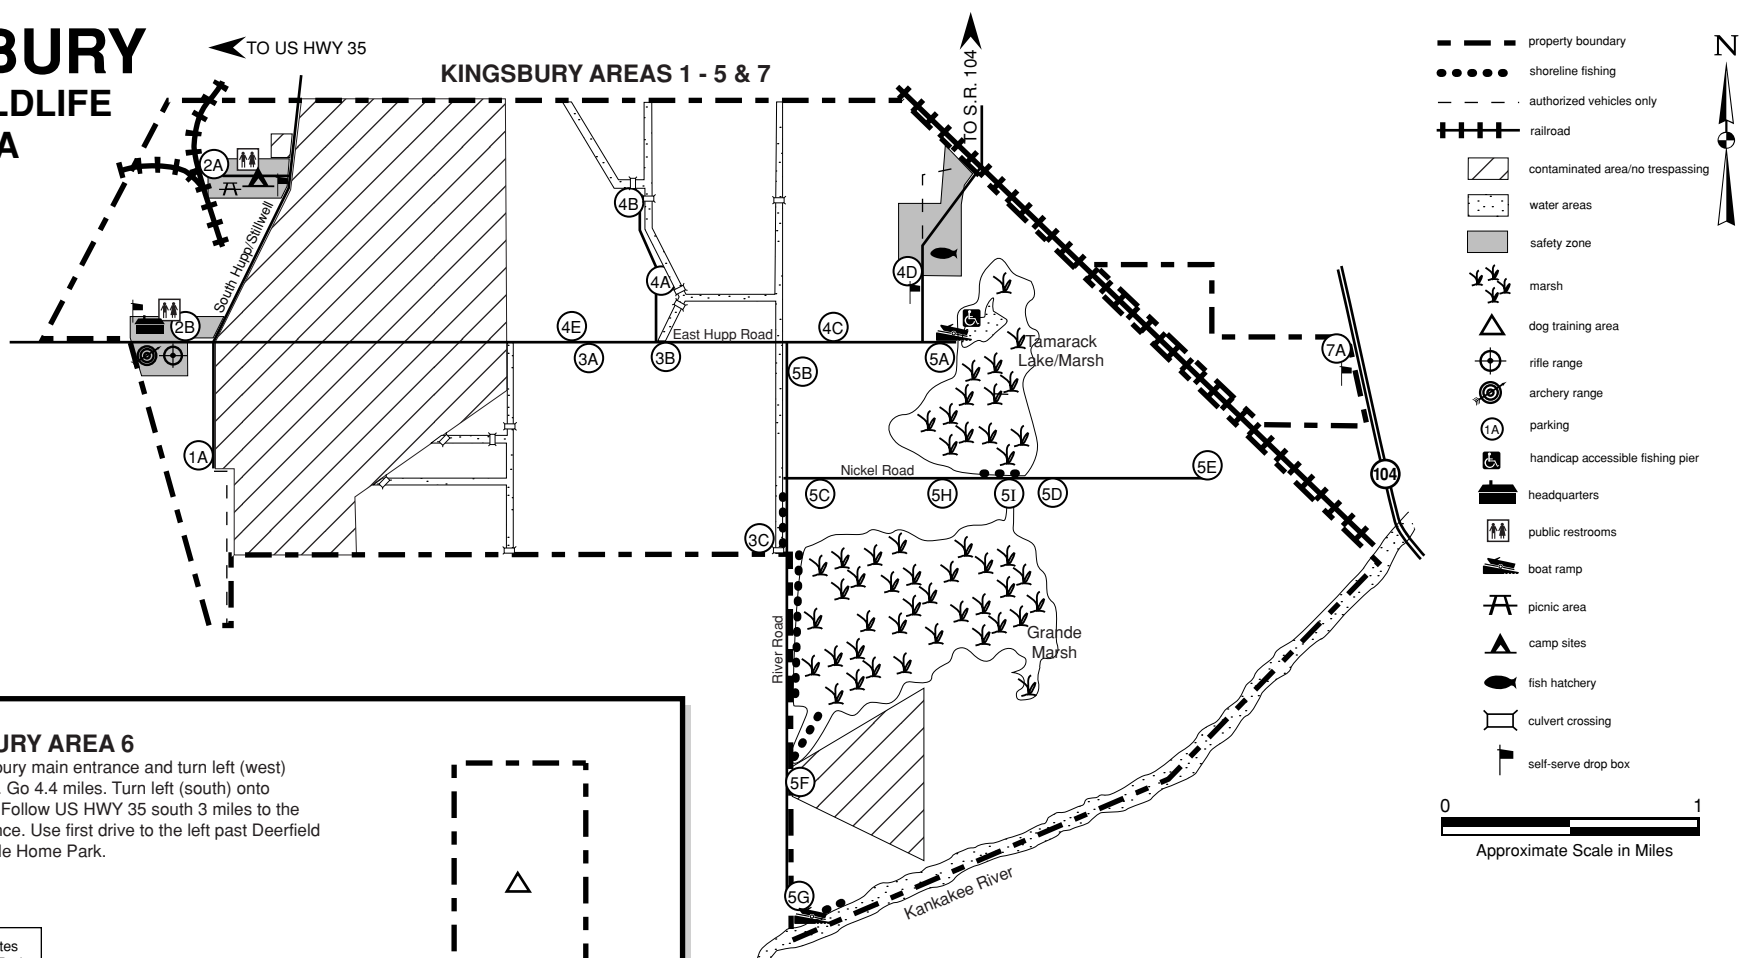 BURY
LDLIFE
A
TO US HWY 35
KINGSBURY AREAS 1 - 5 & 7
TO S.R. 104
N
property boundary
shoreline fishing
authorized vehicles only
railroad
contaminated area/no trespassing
water areas
safety zone
marsh
dog training area
rifle range
archery range
1A parking
handicap accessible fishing pier
headquarters
public restrooms
boat ramp
picnic area
camp sites
fish hatchery
culvert crossing
self-serve drop box
0 1
Approximate Scale in Miles
2A
South Hupp/Stillwell
2B
1A
4B
4A
4E
East Hupp Road
4C
3A
3B
4D
5A
5B
Tamarack
Lake/Marsh
7A
104
Nickel Road
5E
5C
5H
5I
5D
3C
River Road
Grande
Marsh
5F
5G
Kankakee River
URY AREA 6
bury main entrance and turn left (west)
. Go 4.4 miles. Turn left (south) onto
Follow US HWY 35 south 3 miles to the
nce. Use first drive to the left past Deerfield
le Home Park.
tes